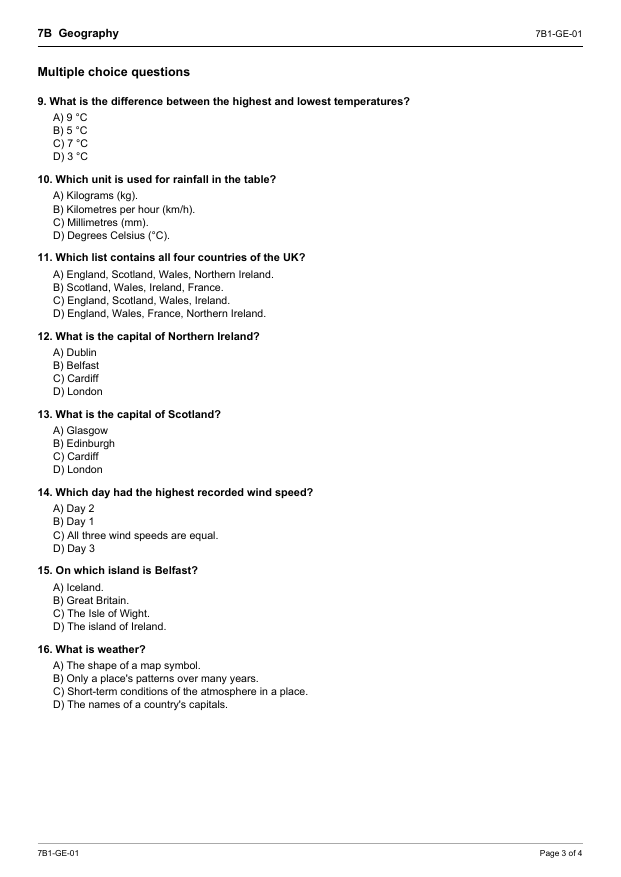 7B Geography
7B1-GE-01
Multiple choice questions
9. What is the difference between the highest and lowest temperatures?
A) 9 °C
B) 5 °C
C) 7 °C
D) 3 °C
10. Which unit is used for rainfall in the table?
A) Kilograms (kg).
B) Kilometres per hour (km/h).
C) Millimetres (mm).
D) Degrees Celsius (°C).
11. Which list contains all four countries of the UK?
A) England, Scotland, Wales, Northern Ireland.
B) Scotland, Wales, Ireland, France.
C) England, Scotland, Wales, Ireland.
D) England, Wales, France, Northern Ireland.
12. What is the capital of Northern Ireland?
A) Dublin
B) Belfast
C) Cardiff
D) London
13. What is the capital of Scotland?
A) Glasgow
B) Edinburgh
C) Cardiff
D) London
14. Which day had the highest recorded wind speed?
A) Day 2
B) Day 1
C) All three wind speeds are equal.
D) Day 3
15. On which island is Belfast?
A) Iceland.
B) Great Britain.
C) The Isle of Wight.
D) The island of Ireland.
16. What is weather?
A) The shape of a map symbol.
B) Only a place's patterns over many years.
C) Short-term conditions of the atmosphere in a place.
D) The names of a country's capitals.
7B1-GE-01
Page 3 of 4